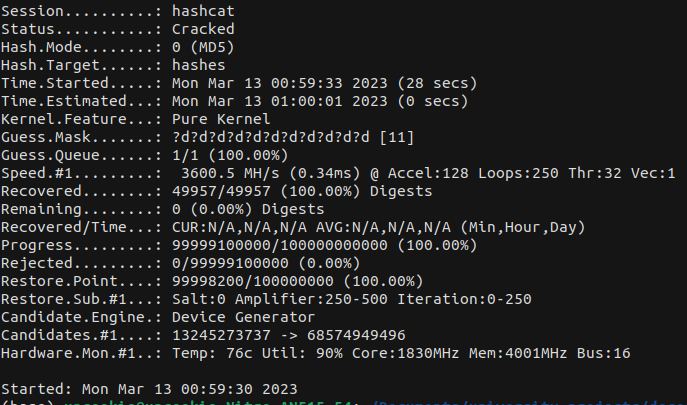 Session..........: hashcat
Status...........: Cracked
Hash.Mode........: 0 (MD5)
Hash.Target......: hashes
Time.Started.....: Mon Mar 13 00:59:33 2023 (28 secs)
Time.Estimated...: Mon Mar 13 01:00:01 2023 (0 secs)
Kernel.Feature...: Pure Kernel
Guess.Mask.......: ?d?d?d?d?d?d?d?d?d?d?d [11]
Guess.Queue......: 1/1 (100.00%)
Speed.#1.........:  3600.5 MH/s (0.34ms) @ Accel:128 Loops:250 Thr:32 Vec:1
Recovered........: 49957/49957 (100.00%) Digests
Remaining........: 0 (0.00%) Digests
Recovered/Time...: CUR:N/A,N/A,N/A AVG:N/A,N/A,N/A (Min,Hour,Day)
Progress.........: 99999100000/100000000000 (100.00%)
Rejected.........: 0/99999100000 (0.00%)
Restore.Point....: 99998200/100000000 (100.00%)
Restore.Sub.#1...: Salt:0 Amplifier:250-500 Iteration:0-250
Candidate.Engine.: Device Generator
Candidates.#1....: 13245273737 -> 68574949496
Hardware.Mon.#1..: Temp: 76c Util: 90% Core:1830MHz Mem:4001MHz Bus:16
Started: Mon Mar 13 00:59:30 2023